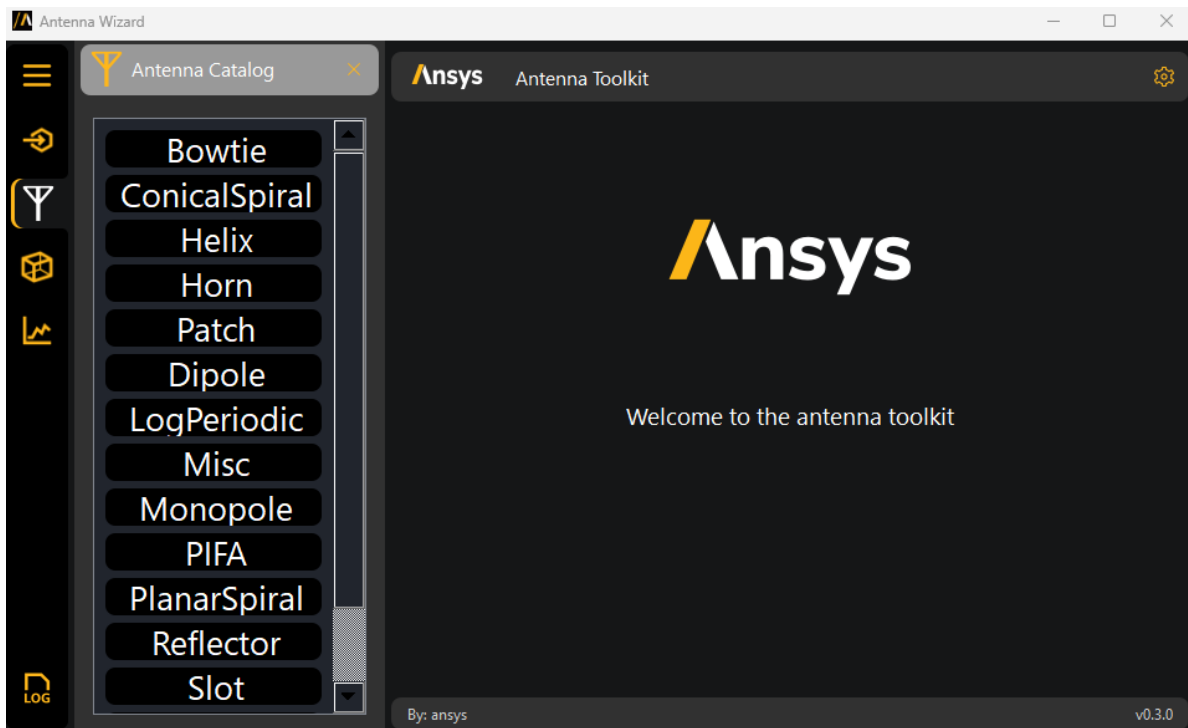 Antenna Wizard
Antenna Catalog
Ansys
Antenna Toolkit
Bowtie
ConicalSpiral
Helix
Horn
Patch
Dipole
LogPeriodic
Misc
Monopole
PIFA
PlanarSpiral
Reflector
Slot
Ansys
Welcome to the antenna toolkit
LOG
By: ansys
v0.3.0